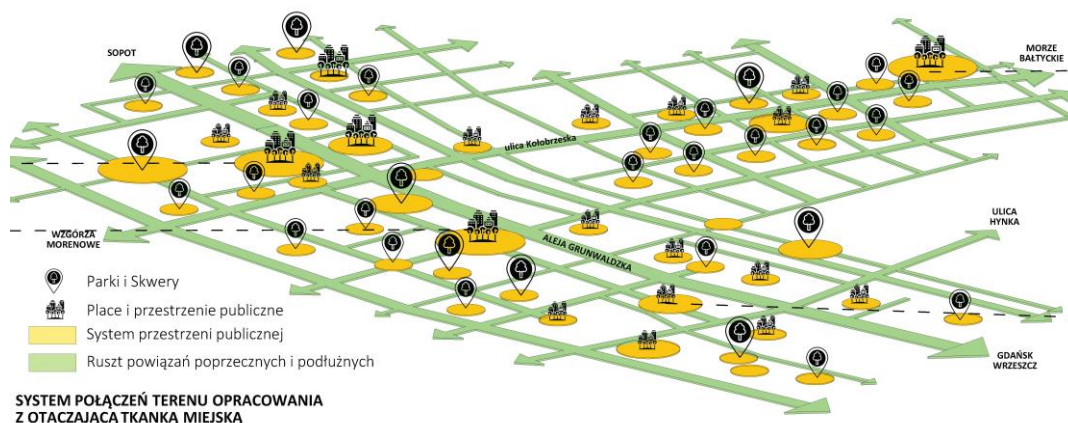 SOPOT
MORZE
BAŁTYCKIE
ulica Kołobrzeska
WZGÓRZA
MORENOWE
ULICA
HYNKA
ALEJA GRUNWALDZKA
Parki i Skwery
Place i przestrzenie publiczne
System przestrzeni publicznej
Ruszt powiązań poprzecznych i podłużnych
GDAŃSK
WRZESZCZ
SYSTEM POŁĄCZEŃ TERENU OPRACOWANIA
Z OTACZAJACA TKANKA MIEJSKA